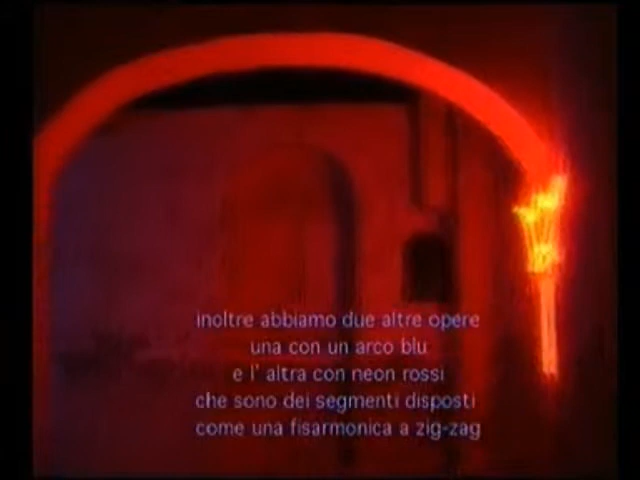 inoltre abbiamo due altre opere
una con un arco blu
e l' altra con neon rossi
che sono dei segmenti disposti
come una fisarmonica a zig-zag